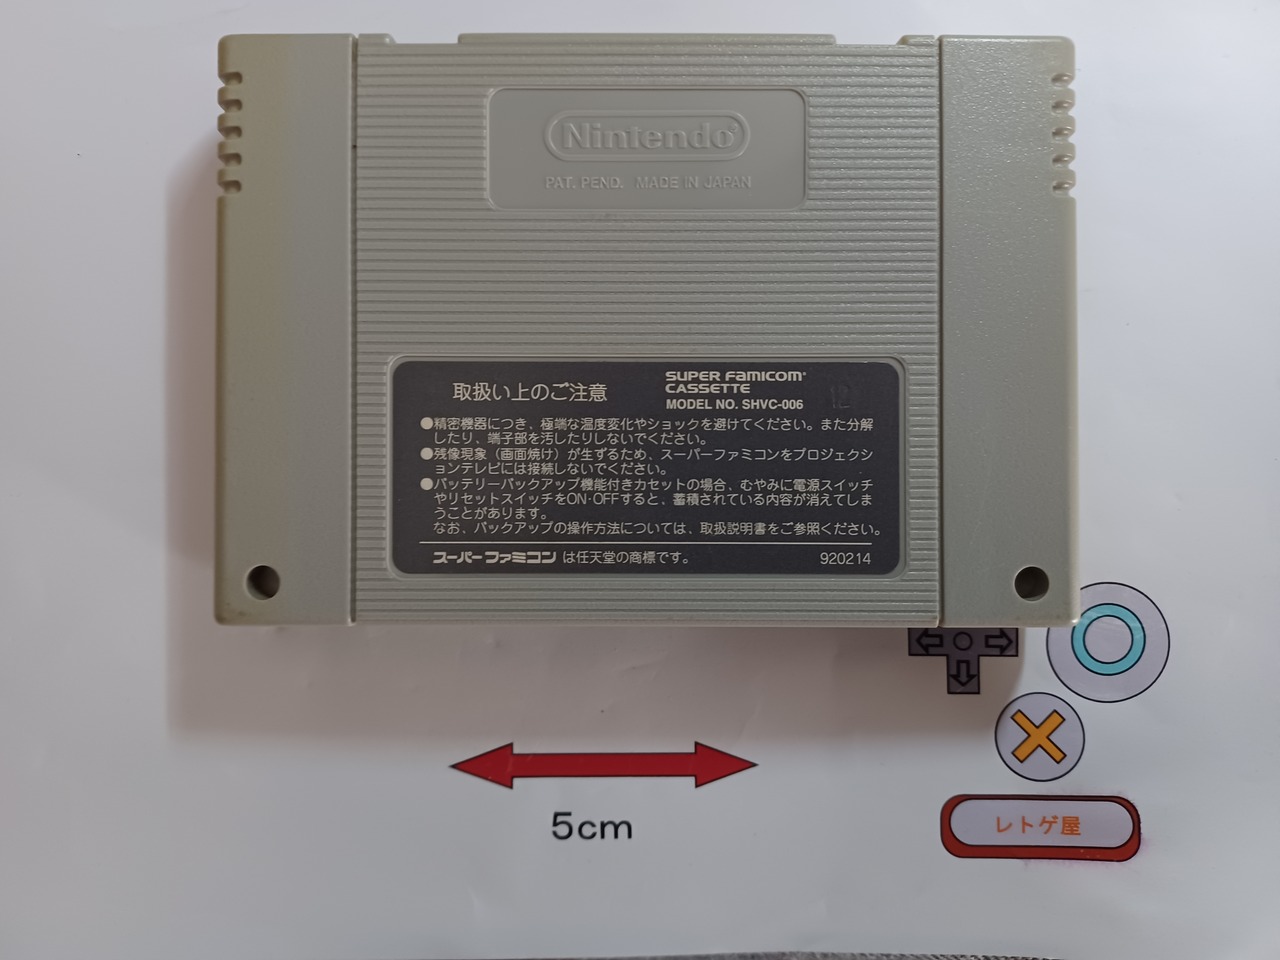 Nintendo®
PAT. PEND. MADE IN JAPAN
取扱い上のご注意
SUPER FAMICOM®
CASSETTE
MODEL NO. SHVC-006
12
●精密機器につき、極端な温度変化やショックを避けてください。また分解
したり、端子部を汚したりしないでください。
●残像現象（画面焼け）が生ずるため、スーパーファミコンをプロジェクシ
ョンテレビには接続しないでください。
●バッテリーバックアップ機能付きカセットの場合、むやみに電源スイッチ
やリセットスイッチをON·OFFすると、蓄積されている内容が消えてしま
うことがあります。
なお、バックアップの操作方法については、取扱説明書をご参照ください。
スーパーファミコンは任天堂の商標です。
920214
5cm
レトゲ屋